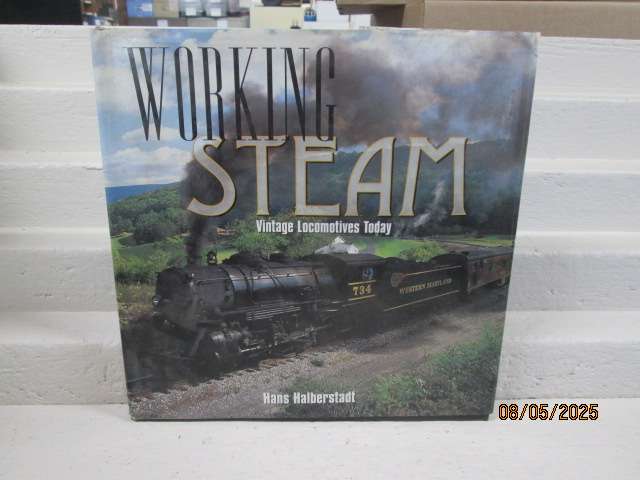 WORKING
STEAM
Vintage Locomotives Today
734
WESTERN MARYLAND
Hans Halberstadt
08/05/2025